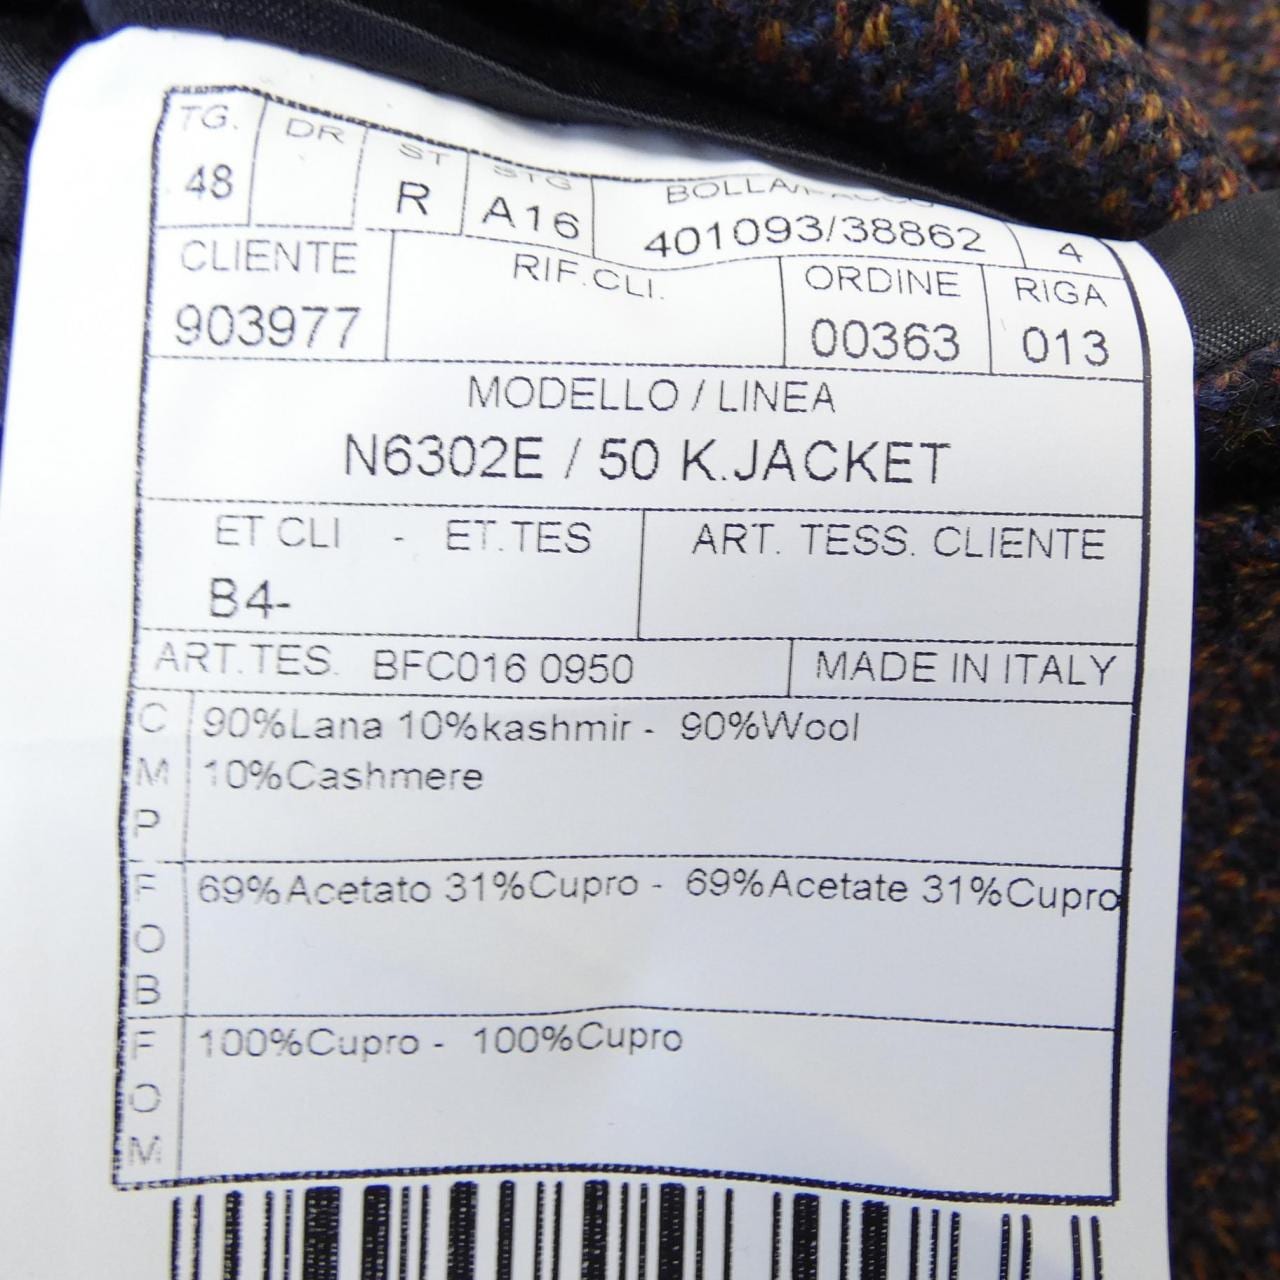 TG. DR ST STG BOLLA/PACCO
48 R A16 401093/38862 4
CLIENTE RIF.CLI. ORDINE RIGA
903977 00363 013
MODELLO / LINEA
N6302E / 50 K.JACKET
ET CLI - ET.TES ART. TESS. CLIENTE
B4-
ART.TES. BFC016 0950 MADE IN ITALY
C 90%Lana 10%kashmir - 90%Wool
M 10%Cashmere
P
F 69%Acetato 31%Cupro - 69%Acetate 31%Cupro
O
B
F 100%Cupro - 100%Cupro
O
M